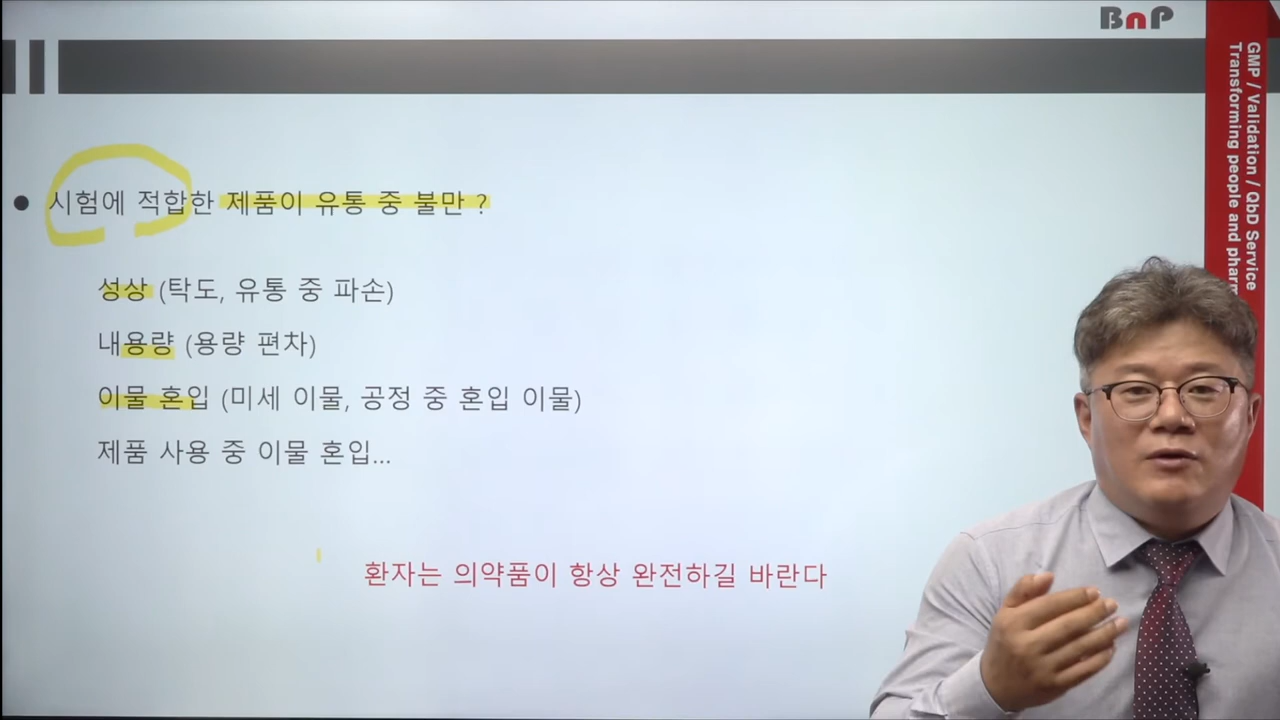 BnP
GMP / Validation / QbD Service
Transforming people and pharm
● 시험에 적합한 제품이 유통 중 불만 ?
성상 (탁도, 유통 중 파손)
내용량 (용량 편차)
이물 혼입 (미세 이물, 공정 중 혼입 이물)
제품 사용 중 이물 혼입...
환자는 의약품이 항상 완전하길 바란다